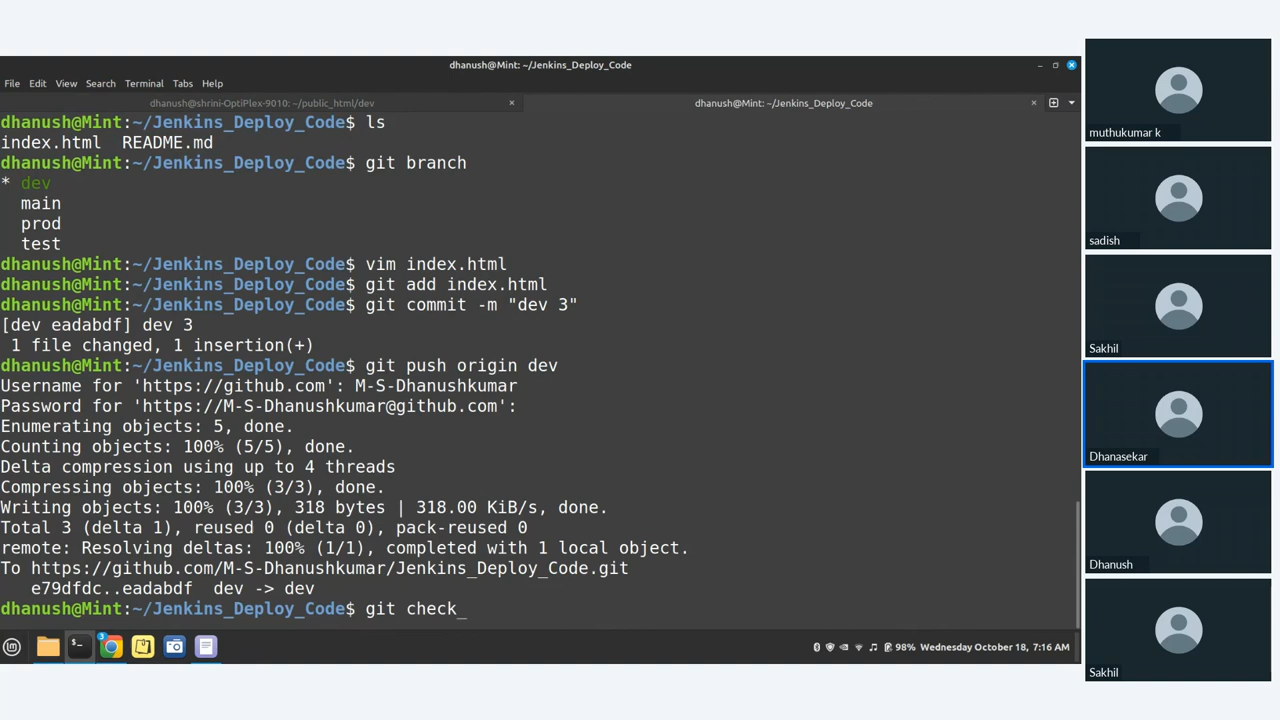 dhanush@Mint: ~/Jenkins_Deploy_Code
File Edit View Search Terminal Tabs Help
dhanush@shrini-OptiPlex-9010: ~/public_html/dev
dhanush@Mint: ~/Jenkins_Deploy_Code
dhanush@Mint:~/Jenkins_Deploy_Code$ ls
index.html README.md
dhanush@Mint:~/Jenkins_Deploy_Code$ git branch
* dev
main
prod
test
dhanush@Mint:~/Jenkins_Deploy_Code$ vim index.html
dhanush@Mint:~/Jenkins_Deploy_Code$ git add index.html
dhanush@Mint:~/Jenkins_Deploy_Code$ git commit -m "dev 3"
[dev eadabdf] dev 3
1 file changed, 1 insertion(+)
dhanush@Mint:~/Jenkins_Deploy_Code$ git push origin dev
Username for 'https://github.com': M-S-Dhanushkumar
Password for 'https://M-S-Dhanushkumar@github.com':
Enumerating objects: 5, done.
Counting objects: 100% (5/5), done.
Delta compression using up to 4 threads
Compressing objects: 100% (3/3), done.
Writing objects: 100% (3/3), 318 bytes | 318.00 KiB/s, done.
Total 3 (delta 1), reused 0 (delta 0), pack-reused 0
remote: Resolving deltas: 100% (1/1), completed with 1 local object.
To https://github.com/M-S-Dhanushkumar/Jenkins_Deploy_Code.git
e79dfdc..eadabdf dev -> dev
dhanush@Mint:~/Jenkins_Deploy_Code$ git check_
3
98% Wednesday October 18, 7:16 AM
muthukumar k
sadish
Sakhil
Dhanasekar
Dhanush
Sakhil